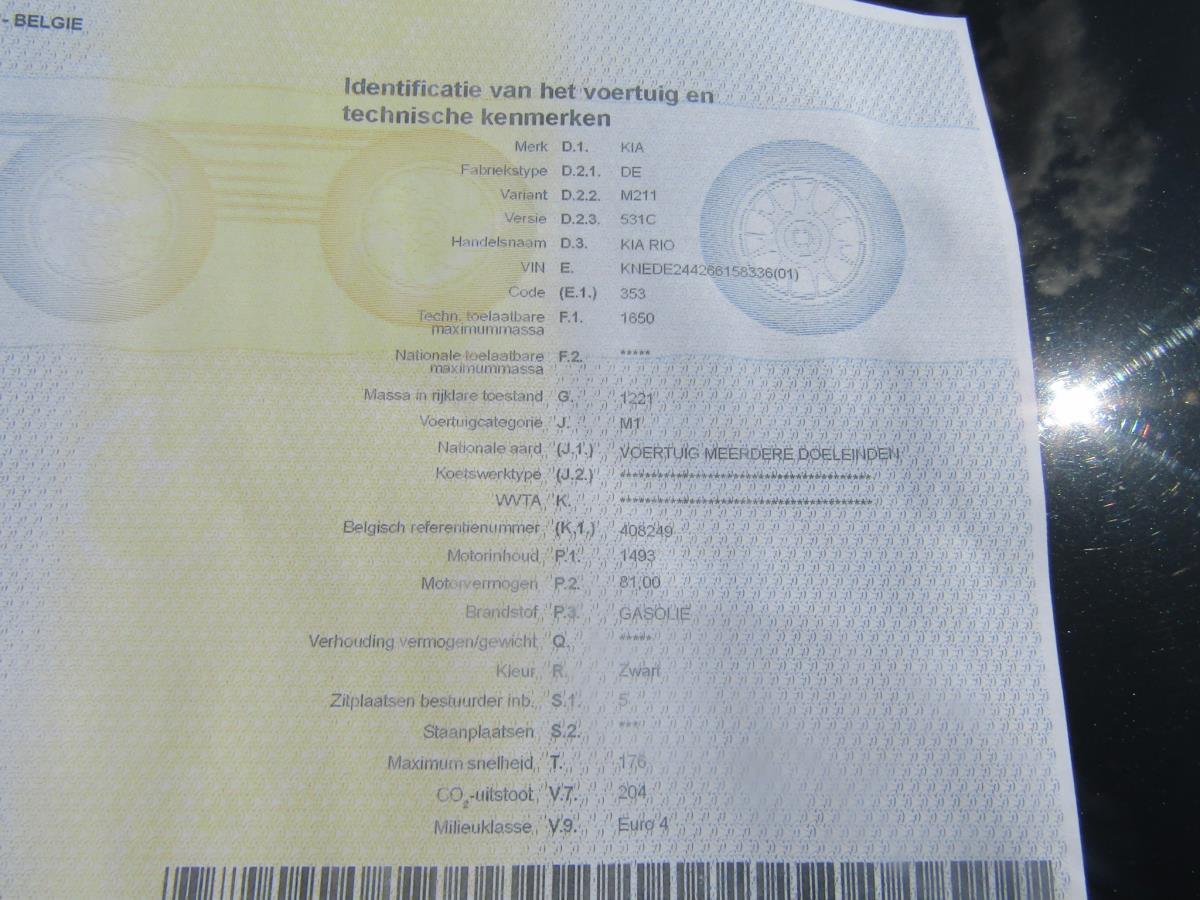 - BELGIE
Identificatie van het voertuig en
technische kenmerken
Merk D.1. KIA
Fabriekstype D.2.1. DE
Variant D.2.2. M211
Versie D.2.3. 531C
Handelsnaam D.3. KIA RIO
VIN E. KNEDE244266158336(01)
Code (E.1.) 353
Techn. toelaatbare F.1. 1650
maximummassa
Nationale toelaatbare F.2. *****
maximummassa
Massa in rijklare toestand G. 1221
Voertuigcategorie J. M1
Nationale aard (J.1.) VOERTUIG MEERDERE DOELEINDEN
Koetswerktype (J.2.) ******************************************
WVTA K. ******************************************
Belgisch referentienummer (K.1.) 408249
Motorinhoud P.1. 1493
Motorvermogen P.2. 81,00
Brandstof P.3. GASOLIE
Verhouding vermogen/gewicht Q. *****
Kleur R. Zwart
Zitplaatsen bestuurder inb. S.1. 5
Staanplaatsen S.2. ***
Maximum snelheid T. 176
CO₂-uitstoot V.7. 204
Milieuklasse V.9. Euro 4